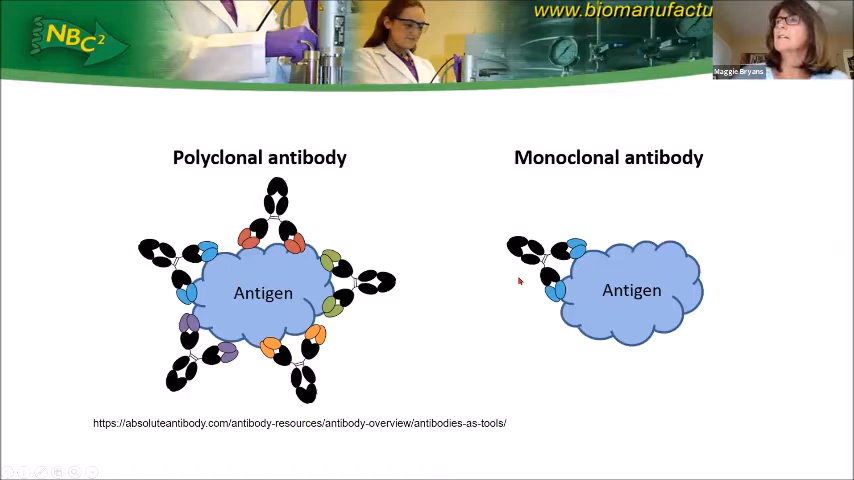 NBC²
www.biomanufactu
Maggie Bryans
Polyclonal antibody
Monoclonal antibody
Antigen
Antigen
https://absoluteantibody.com/antibody-resources/antibody-overview/antibodies-as-tools/